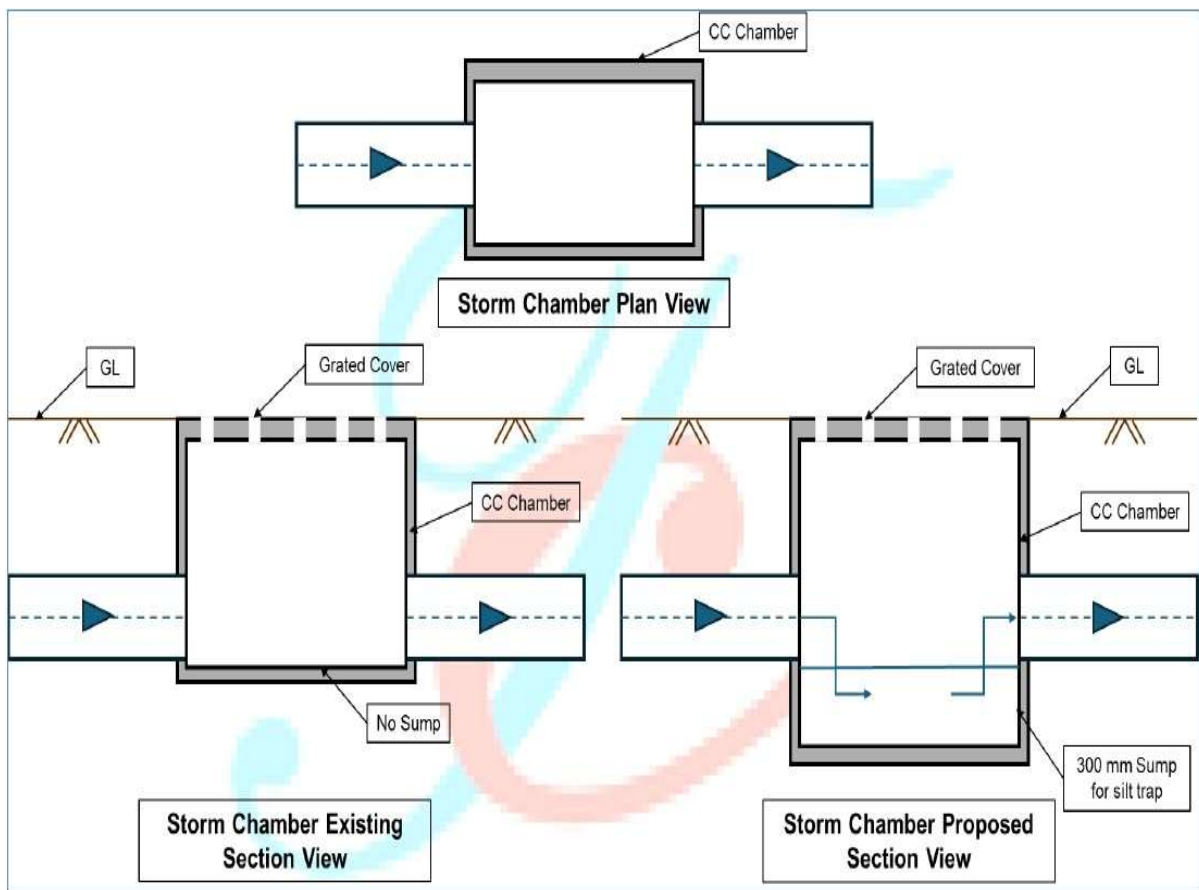 CC Chamber
Storm Chamber Plan View
GL
Grated Cover
CC Chamber
No Sump
Storm Chamber Existing
Section View
Grated Cover
GL
CC Chamber
300 mm Sump
for silt trap
Storm Chamber Proposed
Section View